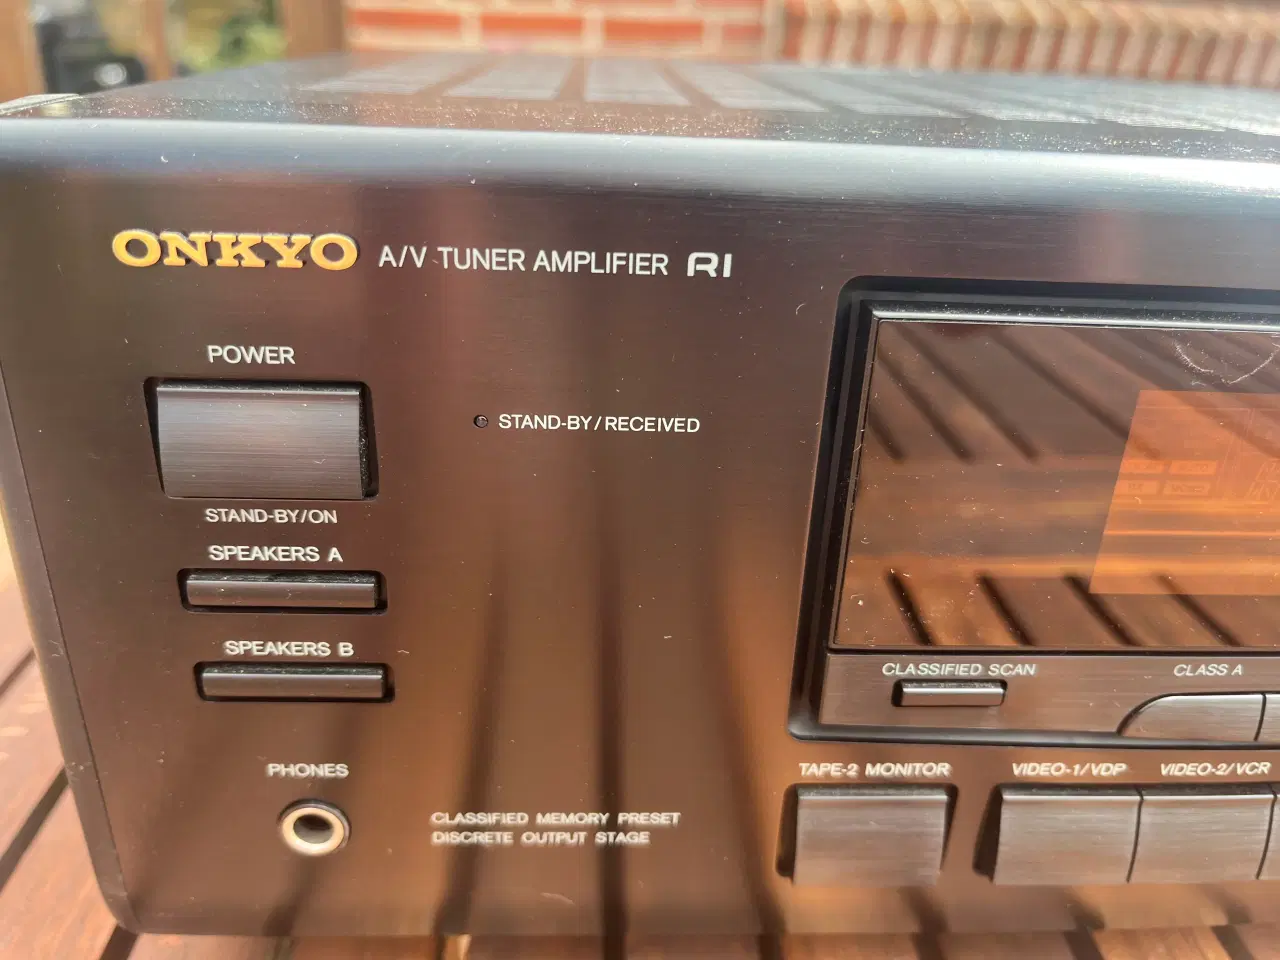 ONKYO A/V TUNER AMPLIFIER RI
POWER
STAND-BY/RECEIVED
STAND-BY/ON
SPEAKERS A
SPEAKERS B
CLASSIFIED SCAN
CLASS A
PHONES
TAPE-2 MONITOR
VIDEO-1/VDP
VIDEO-2/VCR
CLASSIFIED MEMORY PRESET
DISCRETE OUTPUT STAGE